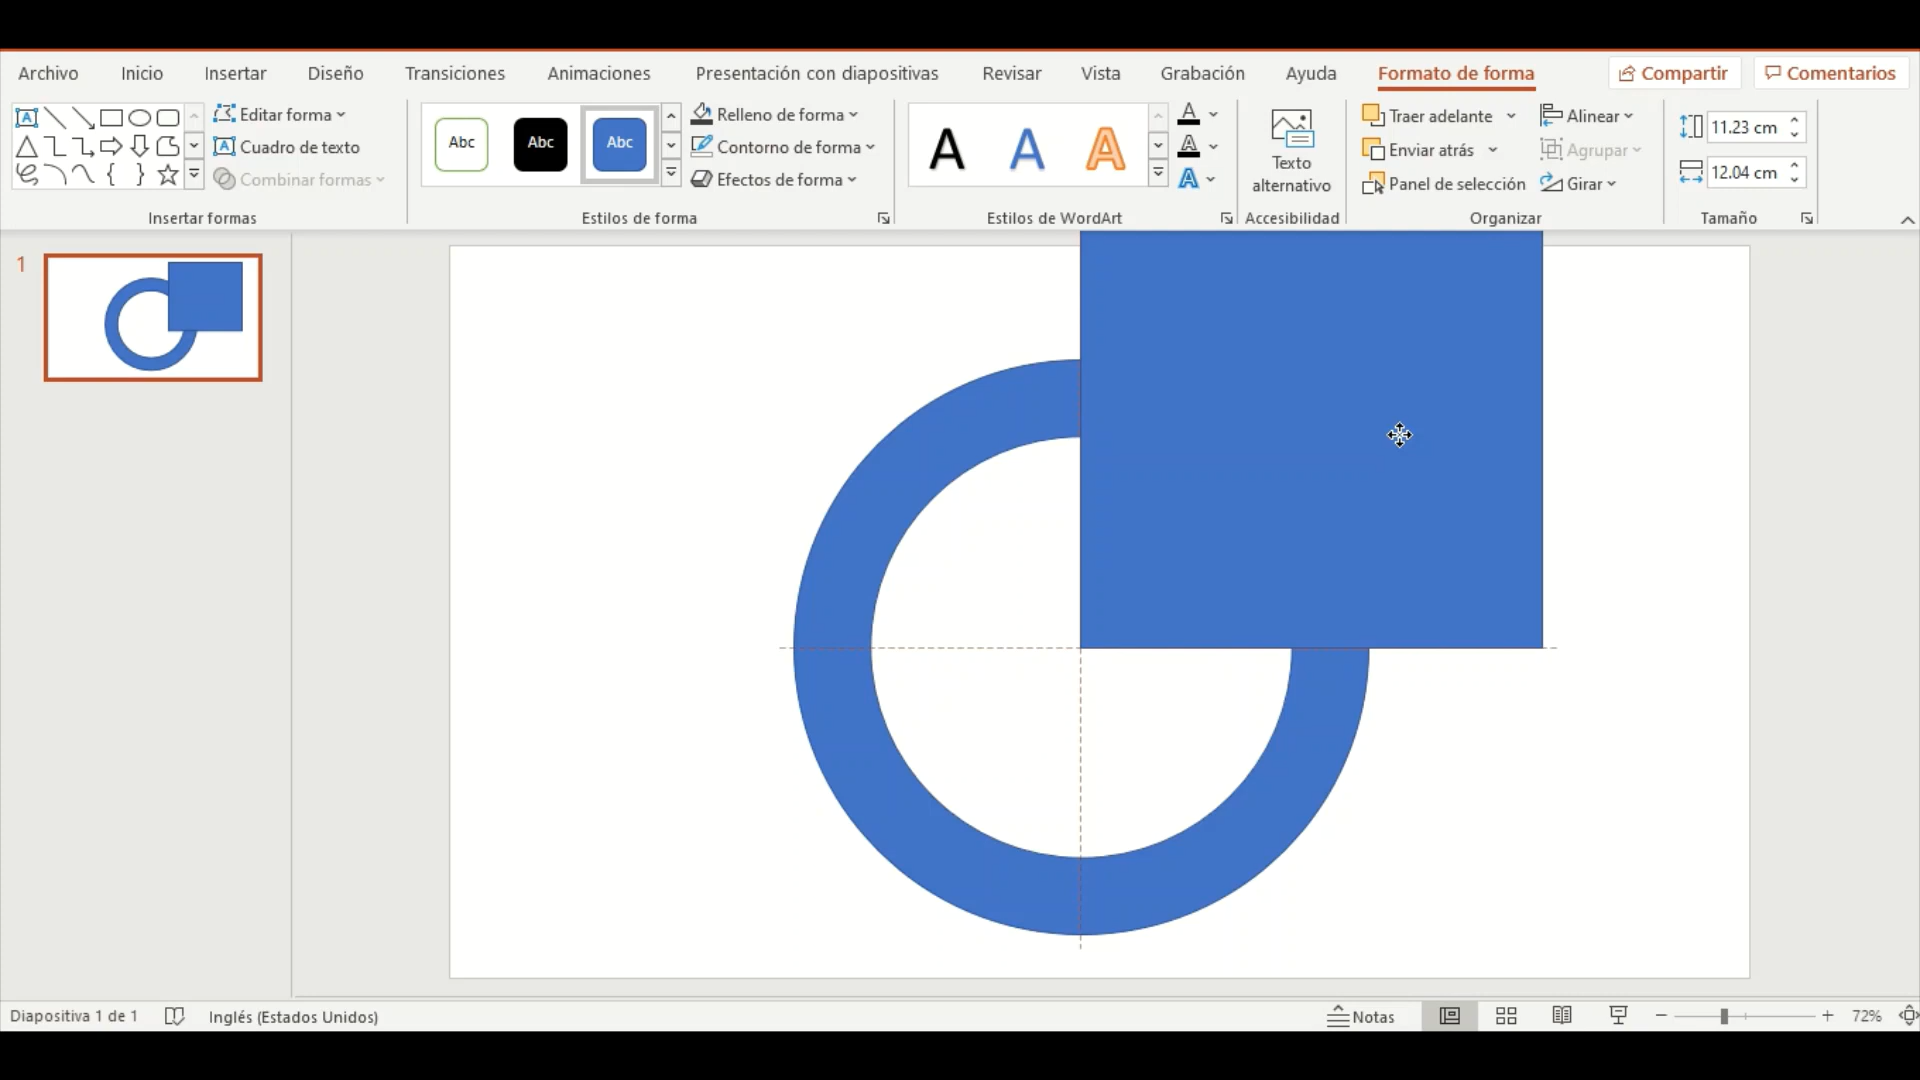 Archivo Inicio Insertar Diseño Transiciones Animaciones Presentación con diapositivas Revisar Vista Grabación Ayuda Formato de forma Compartir Comentarios
Editar forma
Cuadro de texto
Combinar formas
Insertar formas
Abc Abc Abc
Relleno de forma
Contorno de forma
Efectos de forma
Estilos de forma
A A A
Estilos de WordArt
Texto
alternativo
Accesibilidad
Traer adelante
Enviar atrás
Panel de selección
Alinear
Agrupar
Girar
Organizar
11.23 cm
12.04 cm
Tamaño
1
Diapositiva 1 de 1 Inglés (Estados Unidos) Notas 72%